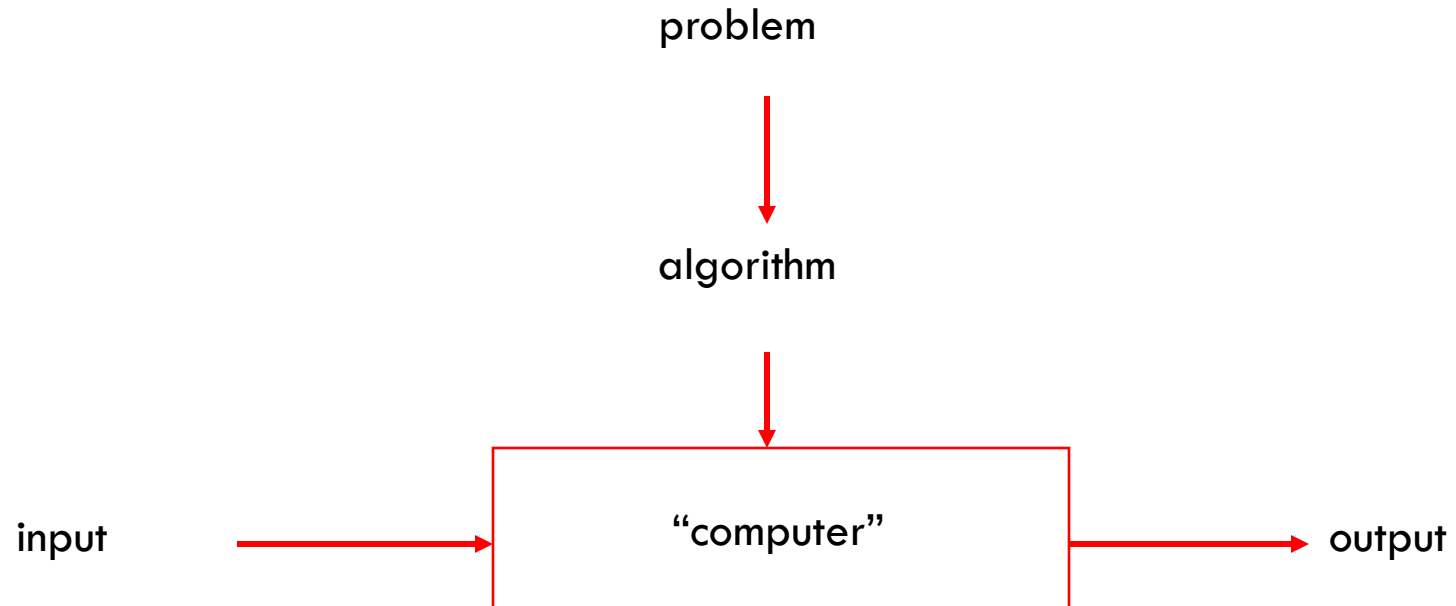 problem
algorithm
input
“computer”
output